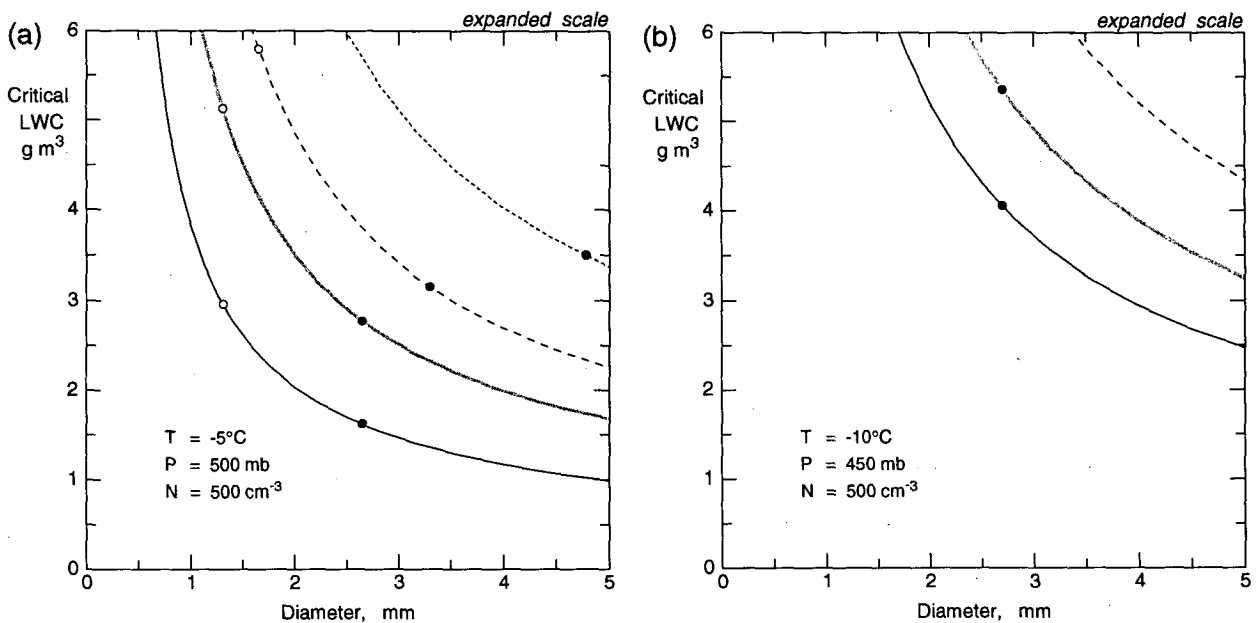 (a)
expanded scale
6
5
4
3
2
1
0
Critical
LWC
g m³
T = -5°C
P = 500 mb
N = 500 cm⁻³
0 1 2 3 4 5
Diameter, mm
(b)
expanded scale
6
5
4
3
2
1
0
Critical
LWC
g m³
T = -10°C
P = 450 mb
N = 500 cm⁻³
0 1 2 3 4 5
Diameter, mm